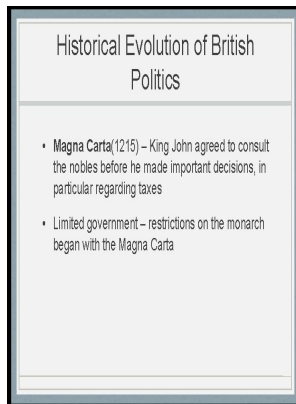 Historical Evolution of British
Politics
• Magna Carta(1215) – King John agreed to consult
the nobles before he made important decisions, in
particular regarding taxes
• Limited government – restrictions on the monarch
began with the Magna Carta